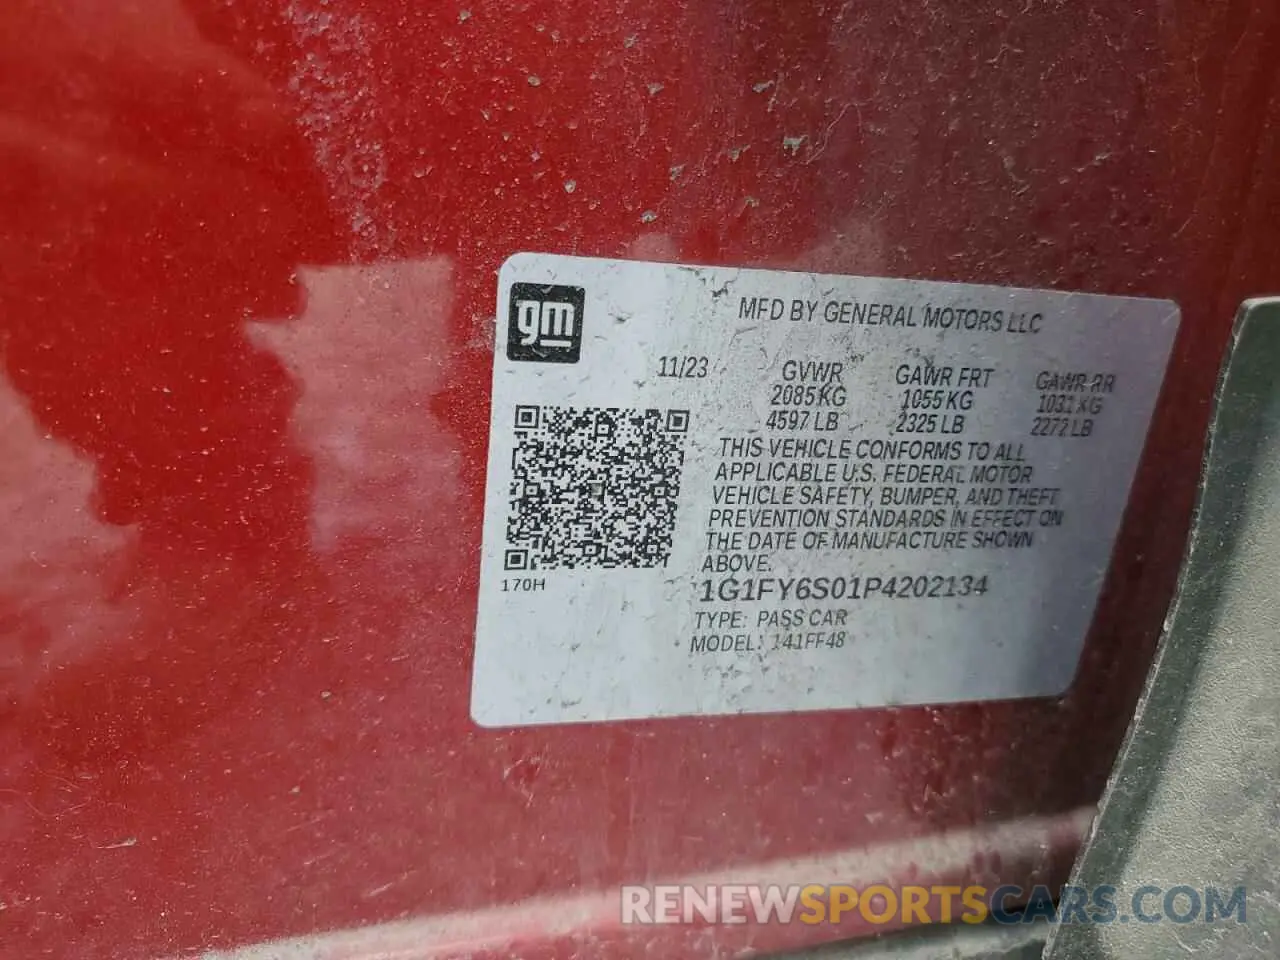 gm
MFD BY GENERAL MOTORS LLC
11/23 GVWR GAWR FRT GAWR RR
2085 KG 1055 KG 1031 KG
4597 LB 2325 LB 2272 LB
THIS VEHICLE CONFORMS TO ALL
APPLICABLE U.S. FEDERAL MOTOR
VEHICLE SAFETY, BUMPER, AND THEFT
PREVENTION STANDARDS IN EFFECT ON
THE DATE OF MANUFACTURE SHOWN
ABOVE.
170H
1G1FY6S01P4202134
TYPE: PASS CAR
MODEL: 141FF48
RENEWSPORTSCARS.COM